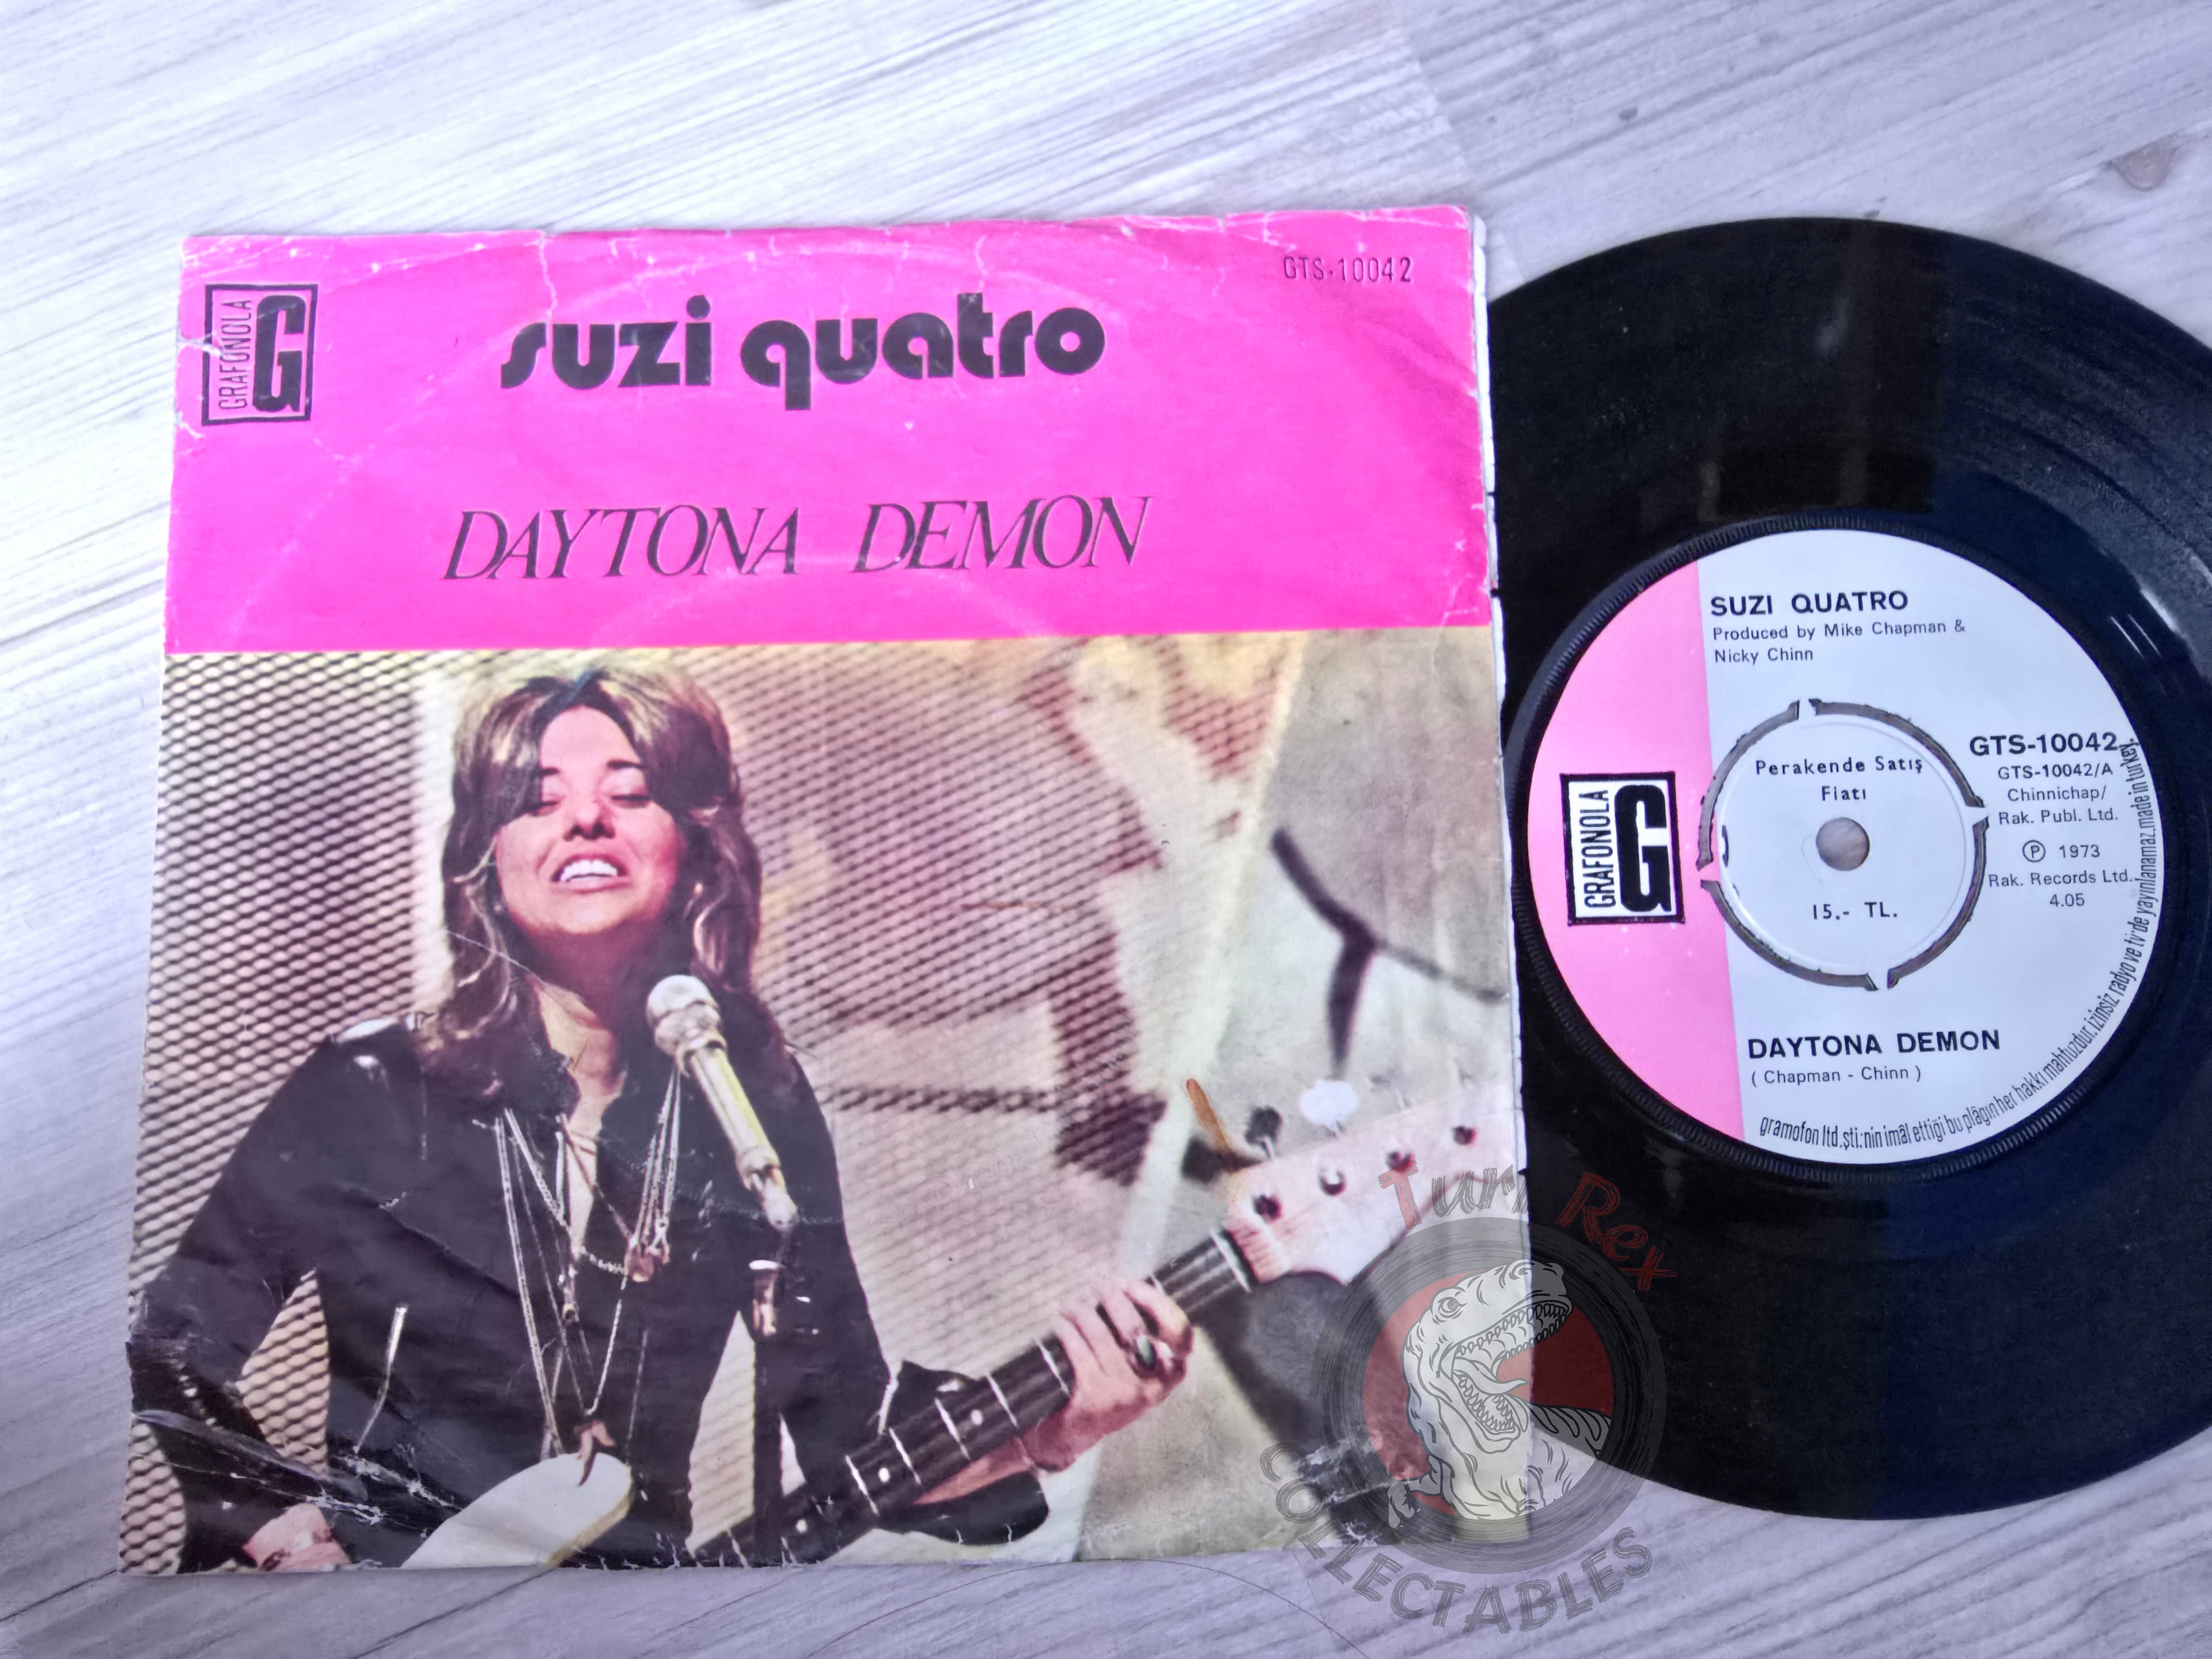 GRAFONOLA
G
GTS-10042
suzi quatro
DAYTONA DEMON
SUZI QUATRO
Produced by Mike Chapman &
Nicky Chinn
GRAFONOLA
G
Perakende Satış
Fiatı
15.- TL.
GTS-10042
GTS-10042/A
Chinnichap/
Rak. Publ. Ltd.
Ⓟ 1973
Rak. Records Ltd.
4.05
DAYTONA DEMON
( Chapman - Chinn )
gramofon ltd.şti:nin imâl ettiği bu plâğın her hakkı mahfuzdur. izinsiz radyo ve tv'de yayınlanamaz.made in turkey.
Turn Rex
COLLECTABLES